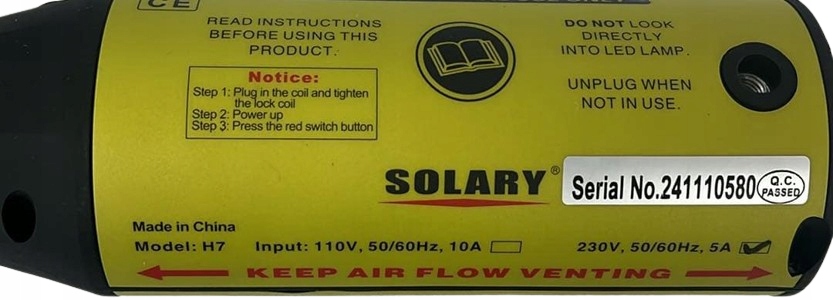 CE
READ INSTRUCTIONS
BEFORE USING THIS
PRODUCT.
DO NOT LOOK
DIRECTLY
INTO LED LAMP.
UNPLUG WHEN
NOT IN USE.
Notice:
Step 1: Plug in the coil and tighten
the lock coil
Step 2: Power up
Step 3: Press the red switch button
SOLARY®
Serial No.241110580
Q.C.
PASSED
Made in China
Model: H7 Input: 110V, 50/60Hz, 10A 230V, 50/60Hz, 5A
KEEP AIR FLOW VENTING